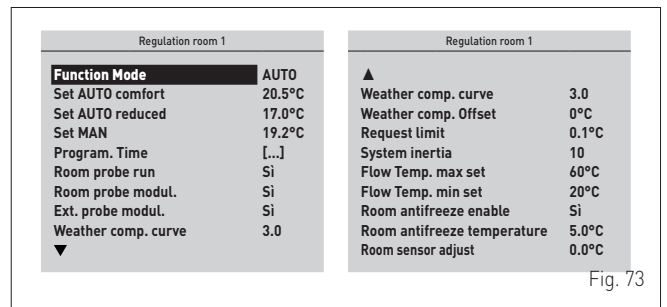 Regulation room 1
Function Mode AUTO
Set AUTO comfort 20.5°C
Set AUTO reduced 17.0°C
Set MAN 19.2°C
Program. Time [...]
Room probe run Sì
Room probe modul. Sì
Ext. probe modul. Sì
Weather comp. curve 3.0
▼
Regulation room 1
▲
Weather comp. curve 3.0
Weather comp. Offset 0°C
Request limit 0.1°C
System inertia 10
Flow Temp. max set 60°C
Flow Temp. min set 20°C
Room antifreeze enable Sì
Room antifreeze temperature 5.0°C
Room sensor adjust 0.0°C
Fig. 73